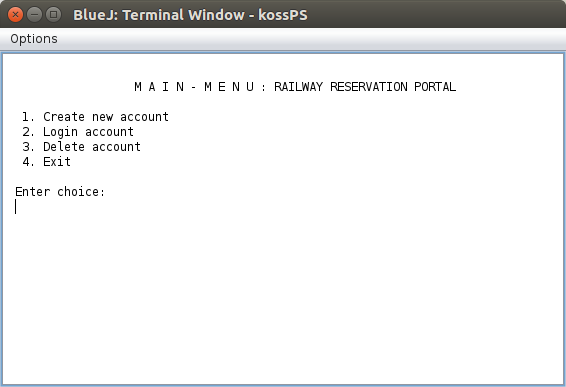 BlueJ: Terminal Window - kossPS
Options
M A I N - M E N U : RAILWAY RESERVATION PORTAL
1. Create new account
2. Login account
3. Delete account
4. Exit
Enter choice: